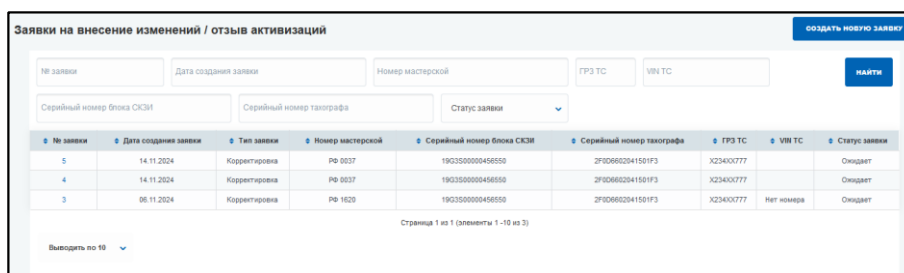 Заявки на внесение изменений / отзыв активизаций
СОЗДАТЬ НОВУЮ ЗАЯВКУ
№ заявки Дата создания заявки Номер мастерской ГРЗ ТС VIN ТС НАЙТИ
Серийный номер блока СКЗИ Серийный номер тахографа Статус заявки
№ заявки Дата создания заявки Тип заявки Номер мастерской Серийный номер блока СКЗИ Серийный номер тахографа ГРЗ ТС VIN ТС Статус заявки
5 14.11.2024 Корректировка РФ 0037 19G3S00000456550 2F0D6602041501F3 X234XX777 Ожидает
4 14.11.2024 Корректировка РФ 0037 19G3S00000456550 2F0D6602041501F3 X234XX777 Ожидает
3 06.11.2024 Корректировка РФ 1620 19G3S00000456550 2F0D6602041501F3 X234XX777 Нет номера Ожидает
Страница 1 из 1 (элементы 1 -10 из 3)
Выводить по 10